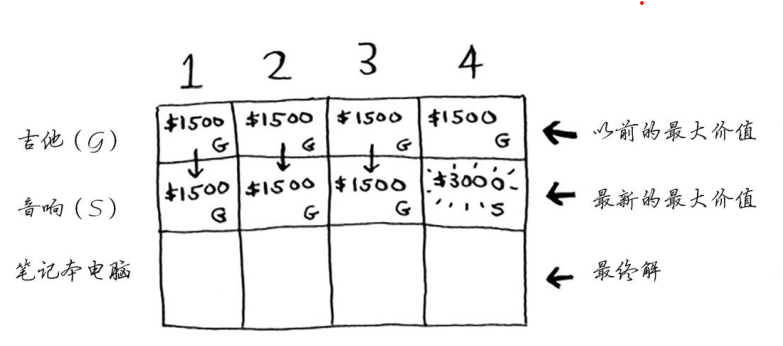 1 2 3 4
吉他（G） $1500 G $1500 G $1500 G $1500 G 以前的最大价值
音响（S） $1500 G $1500 G $1500 G $3000 S 最新的最大价值
笔记本电脑 最终解